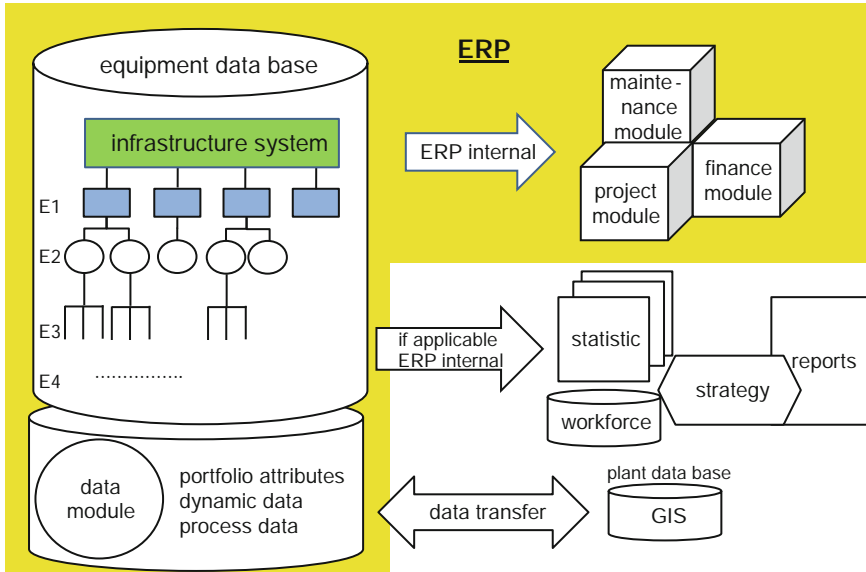 equipment data base
infrastructure system
E1
E2
E3
E4
................
data
module
portfolio attributes
dynamic data
process data
ERP
ERP internal
mainte-
nance
module
project
module
finance
module
if applicable
ERP internal
statistic
workforce
strategy
reports
data transfer
plant data base
GIS